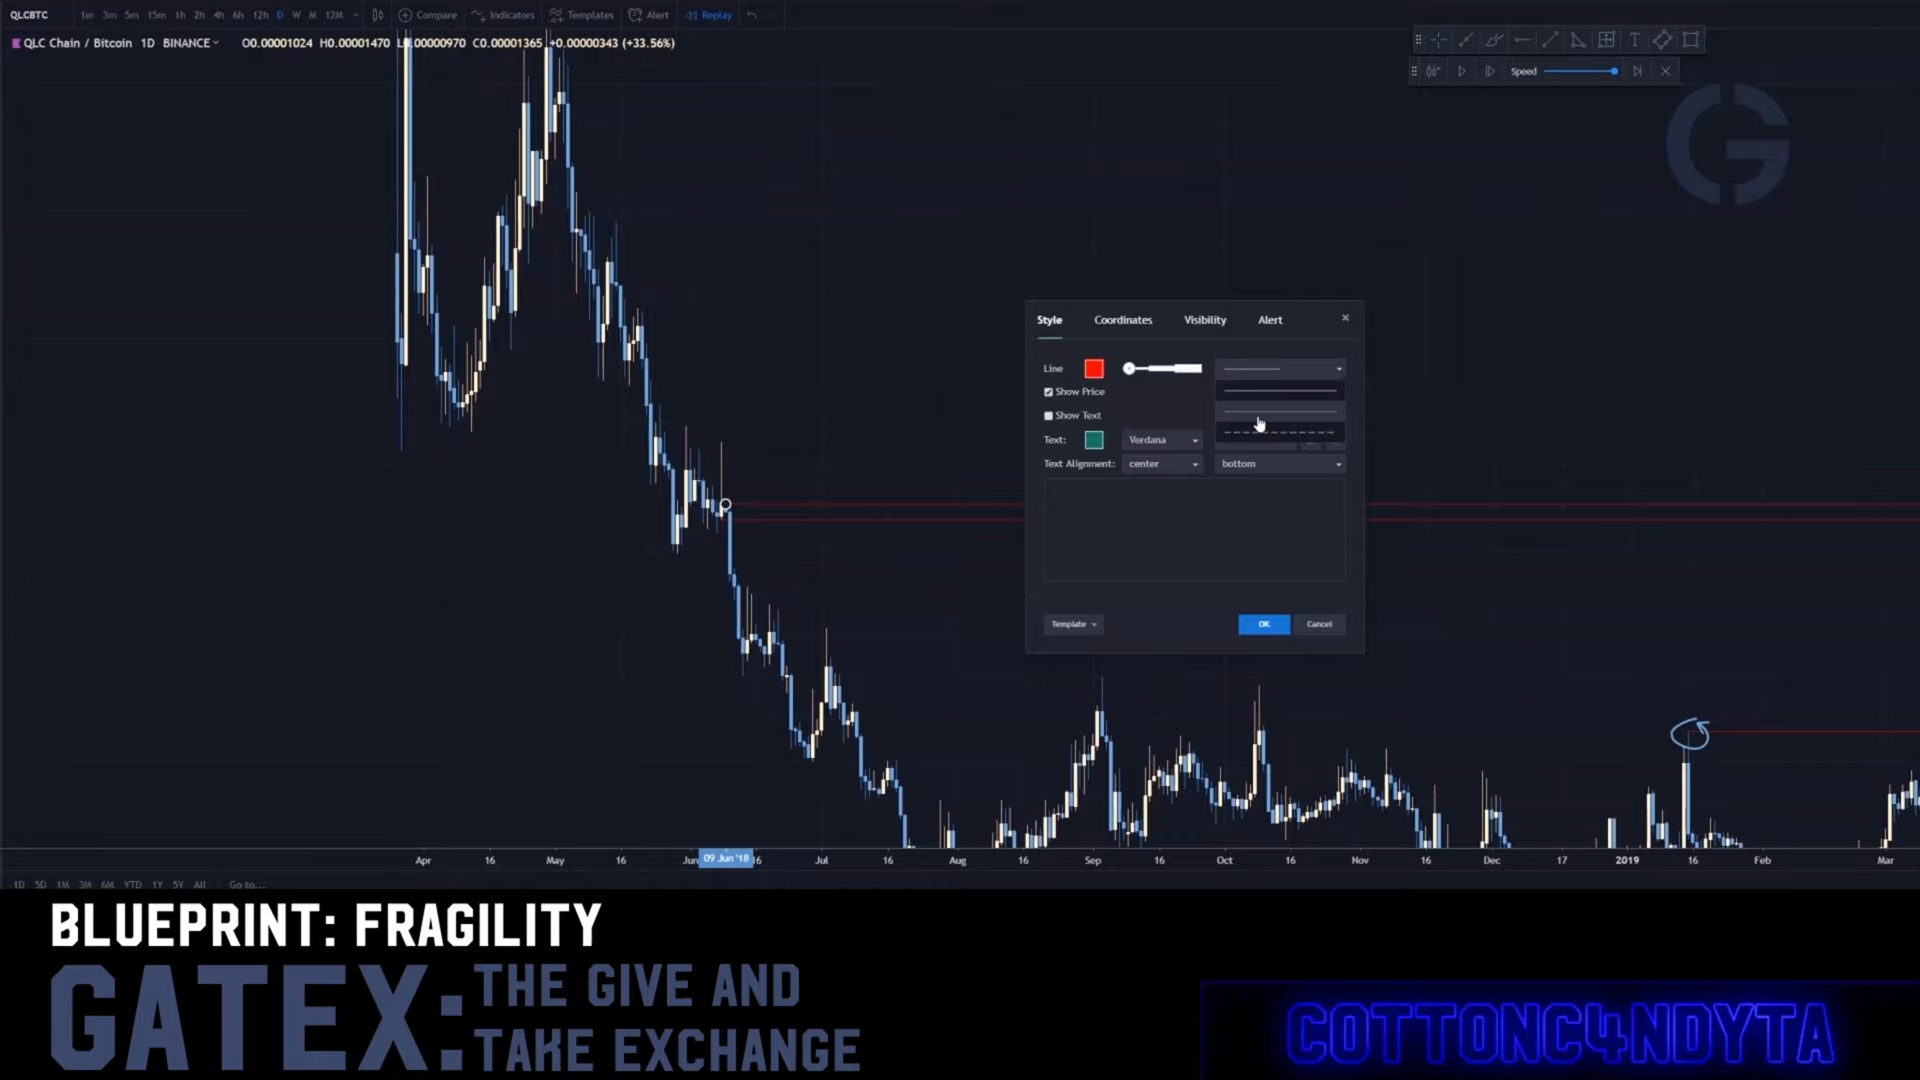 QLCBTC 1m 3m 5m 15m 1h 2h 4h 6h 12h D W M 12M Compare Indicators Templates Alert Replay
QLC Chain / Bitcoin 1D BINANCE O0.00001024 H0.00001470 L0.00000970 C0.00001365 +0.00000343 (+33.56%)
Speed
Style Coordinates Visibility Alert
Line
Show Price
Show Text
Text: Verdana
Text Alignment: center bottom
Template OK Cancel
Apr 16 May 16 Jun 09 Jun '18 16 Jul 16 Aug 16 Sep 16 Oct 16 Nov 16 Dec 17 2019 16 Feb Mar
1D 5D 1M 3M 6M YTD 1Y 5Y All Go to...
BLUEPRINT: FRAGILITY
GATEX: THE GIVE AND
TAKE EXCHANGE
COTTONC4NDYTA